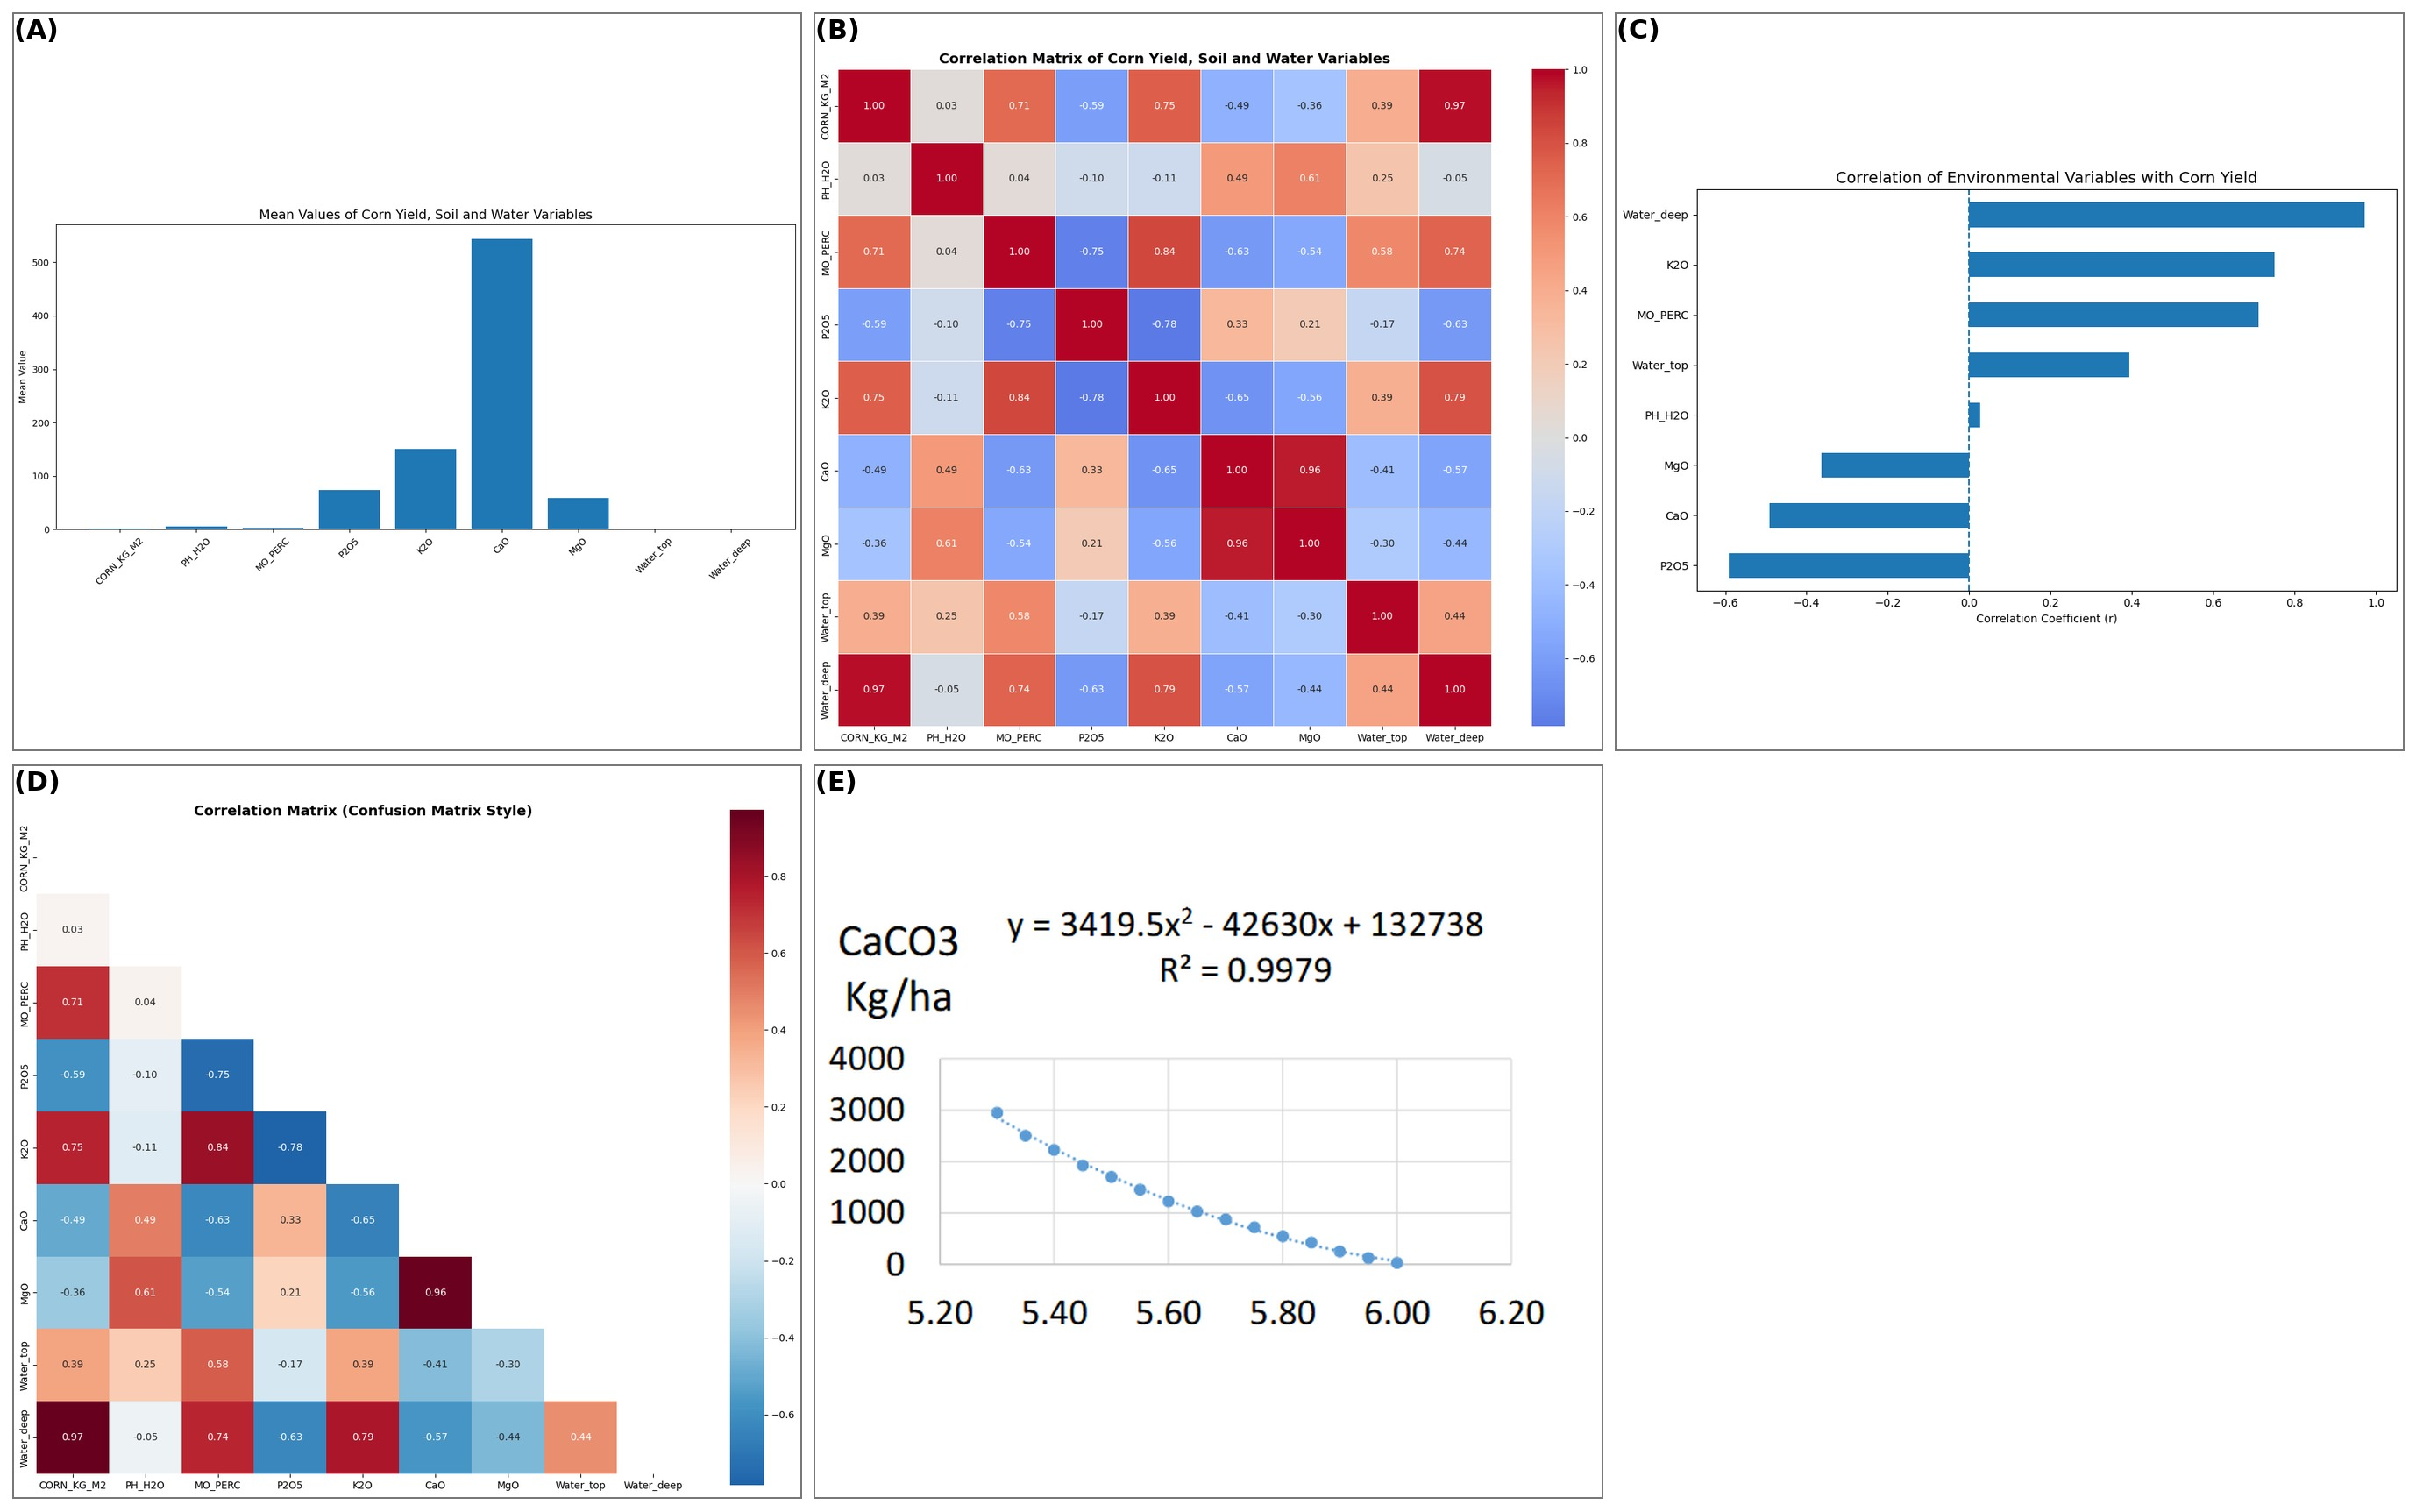 (A)
Mean Values of Corn Yield, Soil and Water Variables
Mean Value
500
400
300
200
100
0
CORN_KG_M2 PH_H2O MO_PERC P2O5 K2O CaO MgO Water_top Water_deep
(B)
Correlation Matrix of Corn Yield, Soil and Water Variables
CORN_KG_M2 1.00 0.03 0.71 -0.59 0.75 -0.49 -0.36 0.39 0.97
PH_H2O 0.03 1.00 0.04 -0.10 -0.11 0.49 0.61 0.25 -0.05
MO_PERC 0.71 0.04 1.00 -0.75 0.84 -0.63 -0.54 0.58 0.74
P2O5 -0.59 -0.10 -0.75 1.00 -0.78 0.33 0.21 -0.17 -0.63
K2O 0.75 -0.11 0.84 -0.78 1.00 -0.65 -0.56 0.39 0.79
CaO -0.49 0.49 -0.63 0.33 -0.65 1.00 0.96 -0.41 -0.57
MgO -0.36 0.61 -0.54 0.21 -0.56 0.96 1.00 -0.30 -0.44
Water_top 0.39 0.25 0.58 -0.17 0.39 -0.41 -0.30 1.00 0.44
Water_deep 0.97 -0.05 0.74 -0.63 0.79 -0.57 -0.44 0.44 1.00
CORN_KG_M2 PH_H2O MO_PERC P2O5 K2O CaO MgO Water_top Water_deep
1.0
0.8
0.6
0.4
0.2
0.0
−0.2
−0.4
−0.6
(C)
Correlation of Environmental Variables with Corn Yield
Water_deep
K2O
MO_PERC
Water_top
PH_H2O
MgO
CaO
P2O5
−0.6 −0.4 −0.2 0.0 0.2 0.4 0.6 0.8 1.0
Correlation Coefficient (r)
(D)
Correlation Matrix (Confusion Matrix Style)
CORN_KG_M2
PH_H2O 0.03
MO_PERC 0.71 0.04
P2O5 -0.59 -0.10 -0.75
K2O 0.75 -0.11 0.84 -0.78
CaO -0.49 0.49 -0.63 0.33 -0.65
MgO -0.36 0.61 -0.54 0.21 -0.56 0.96
Water_top 0.39 0.25 0.58 -0.17 0.39 -0.41 -0.30
Water_deep 0.97 -0.05 0.74 -0.63 0.79 -0.57 -0.44 0.44
CORN_KG_M2 PH_H2O MO_PERC P2O5 K2O CaO MgO Water_top Water_deep
0.8
0.6
0.4
0.2
0.0
−0.2
−0.4
−0.6
(E)
CaCO3
Kg/ha
y = 3419.5x² - 42630x + 132738
R² = 0.9979
4000
3000
2000
1000
0
5.20 5.40 5.60 5.80 6.00 6.20